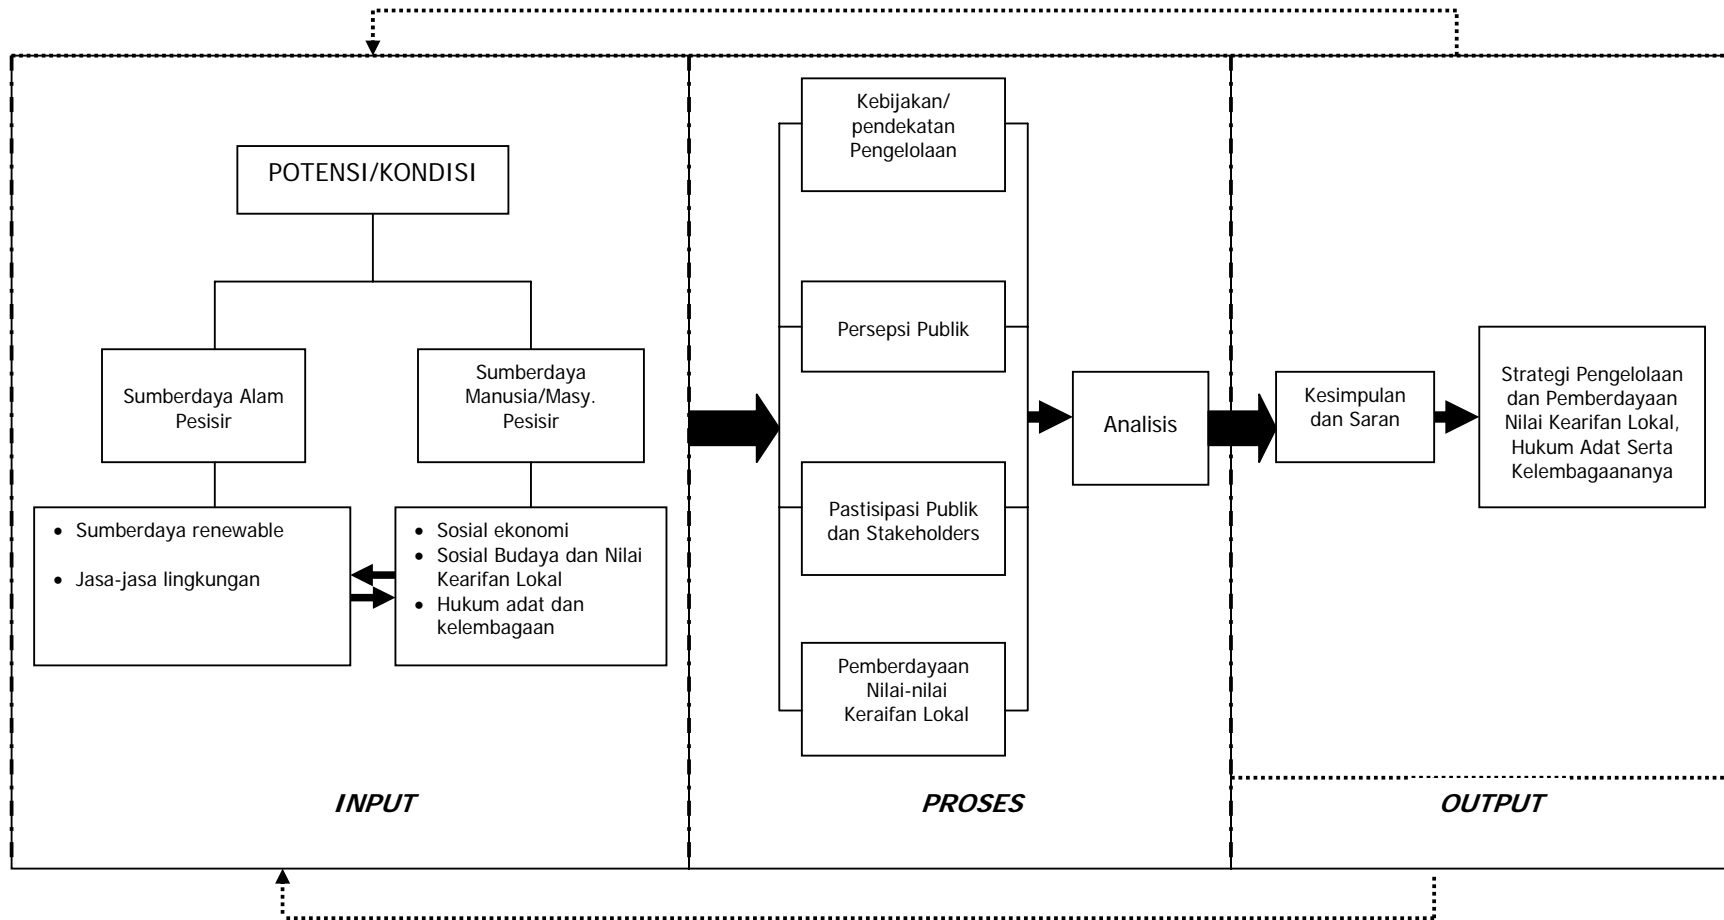 POTENSI/KONDISI
Sumberdaya Alam
Pesisir
Sumberdaya
Manusia/Masy.
Pesisir
• Sumberdaya renewable
• Jasa-jasa lingkungan
• Sosial ekonomi
• Sosial Budaya dan Nilai
Kearifan Lokal
• Hukum adat dan
kelembagaan
INPUT
Kebijakan/
pendekatan
Pengelolaan
Persepsi Publik
Pastisipasi Publik
dan Stakeholders
Pemberdayaan
Nilai-nilai
Keraifan Lokal
Analisis
PROSES
Kesimpulan
dan Saran
Strategi Pengelolaan
dan Pemberdayaan
Nilai Kearifan Lokal,
Hukum Adat Serta
Kelembagaananya
OUTPUT